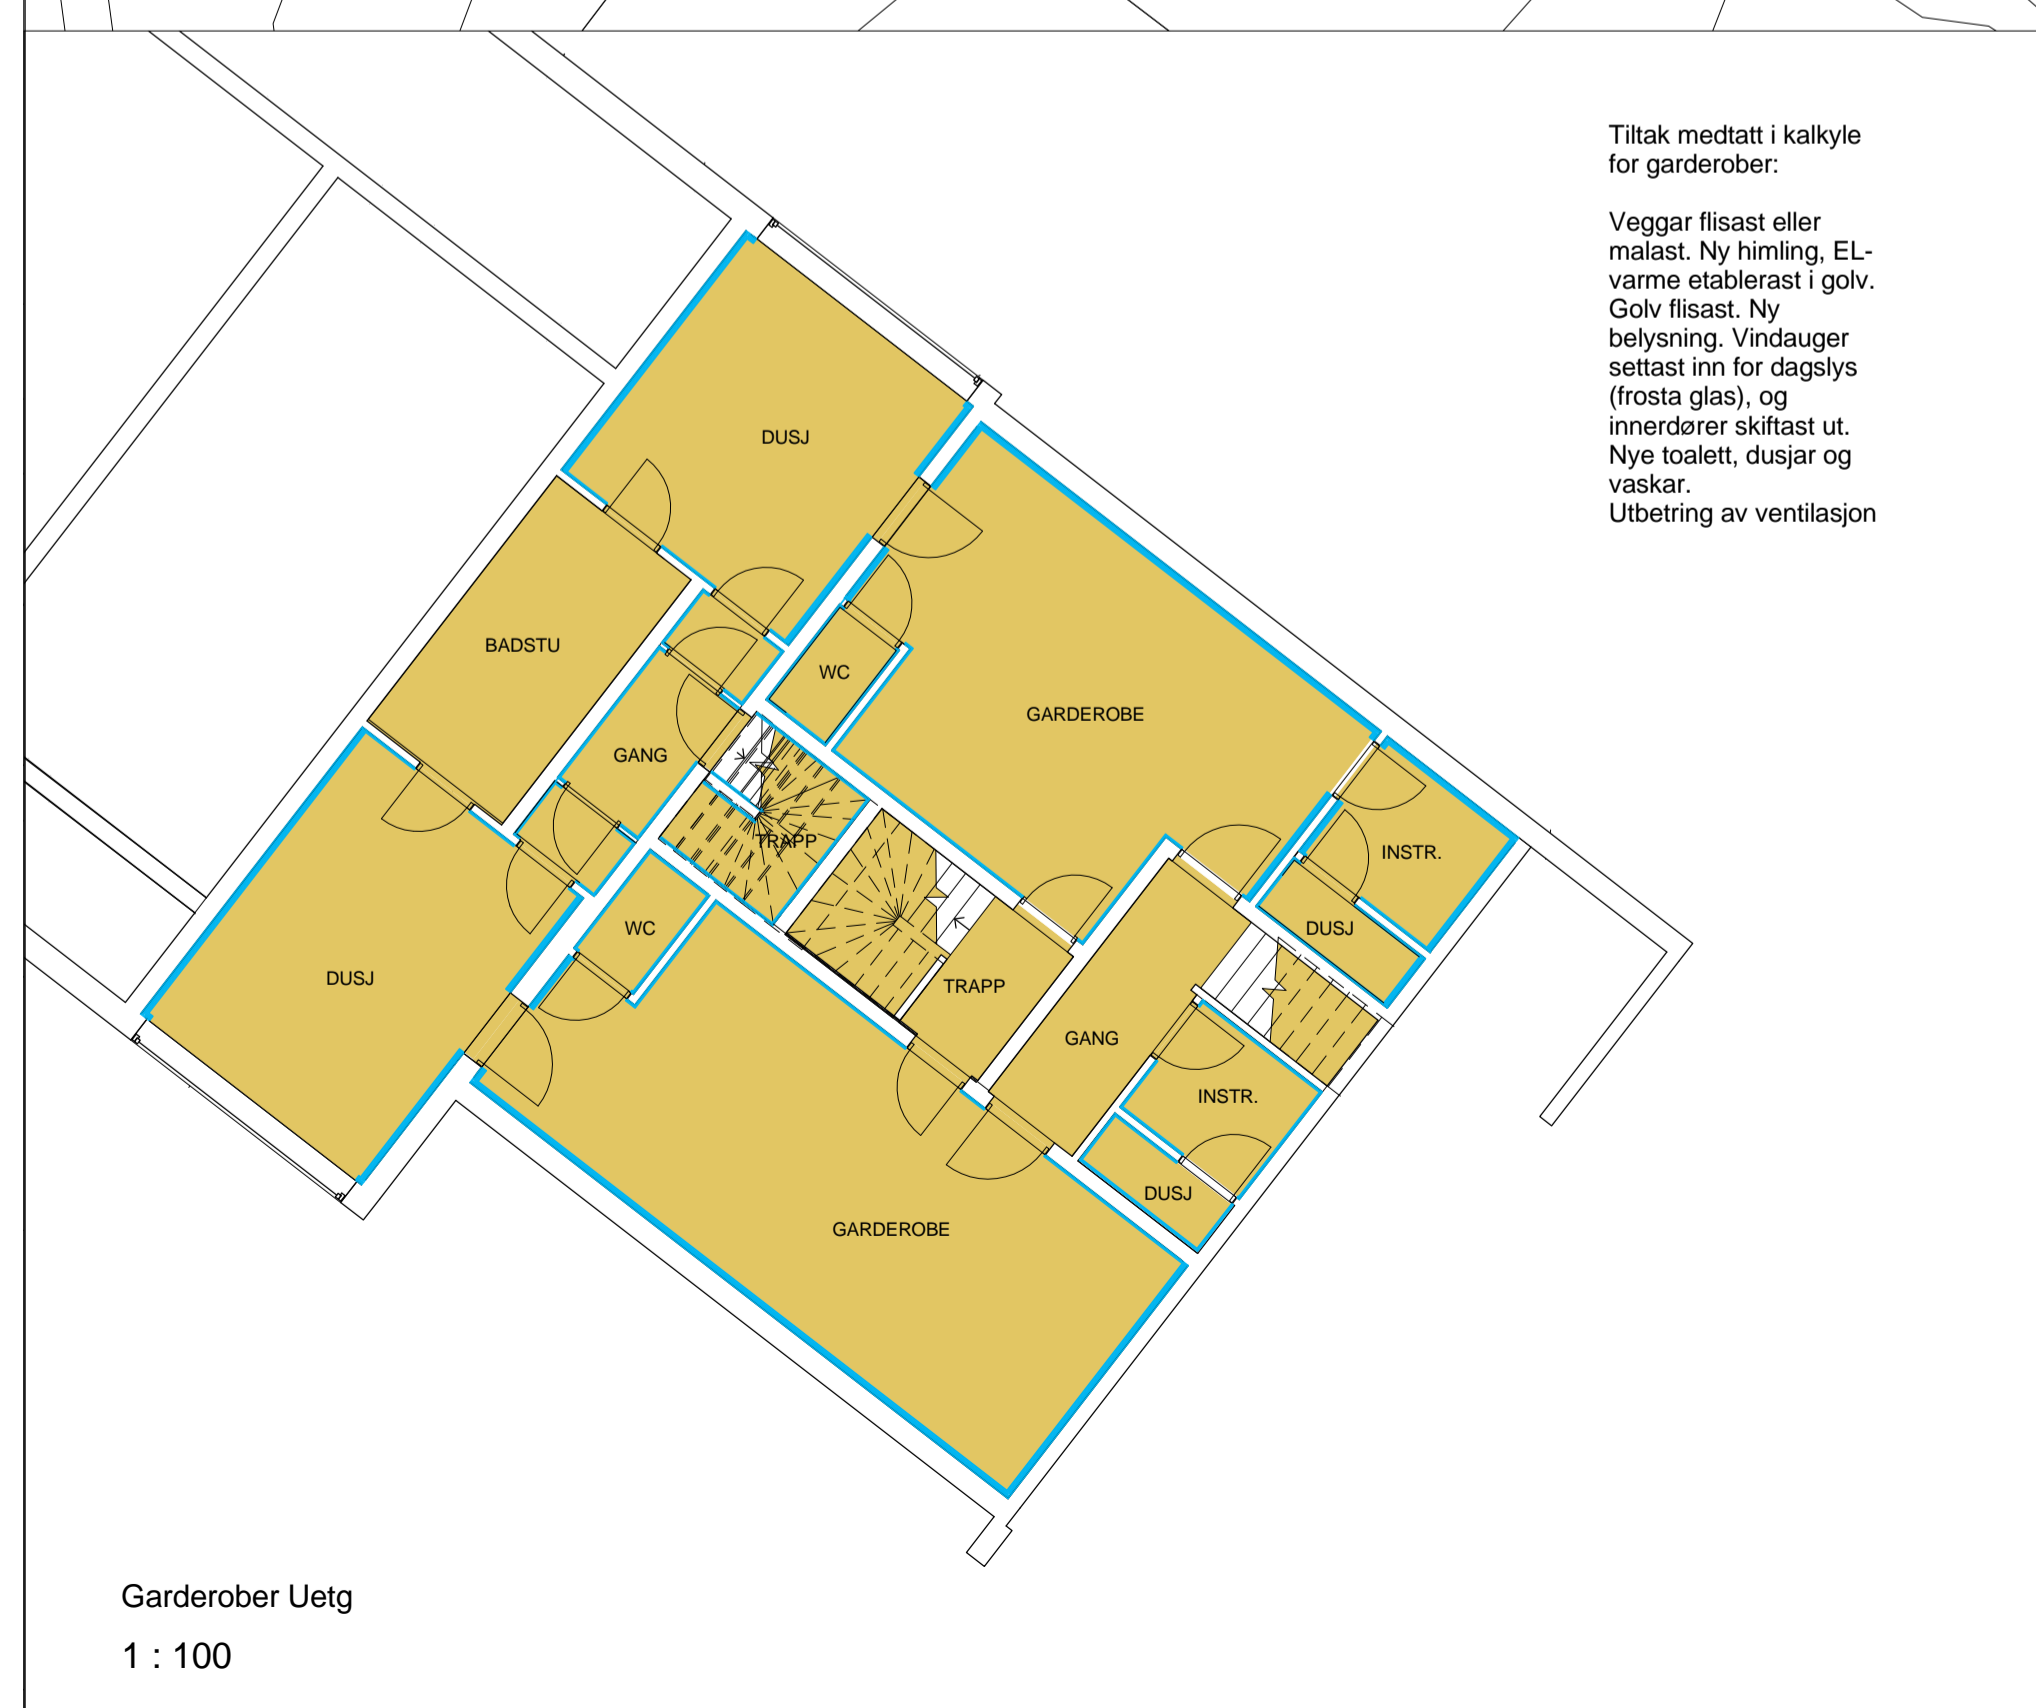 Tiltak medtatt i kalkyle
for garderober:
Veggar flisast eller
malast. Ny himling, EL-
varme etablerast i golv.
Golv flisast. Ny
belysning. Vindauger
settast inn for dagslys
(frosta glas), og
innerdører skiftast ut.
Nye toalett, dusjar og
vaskar.
Utbetring av ventilasjon
DUSJ
BADSTU
WC
GARDEROBE
GANG
TRAPP
INSTR.
DUSJ
WC
DUSJ
TRAPP
GANG
INSTR.
DUSJ
GARDEROBE
Garderober Uetg
1 : 100